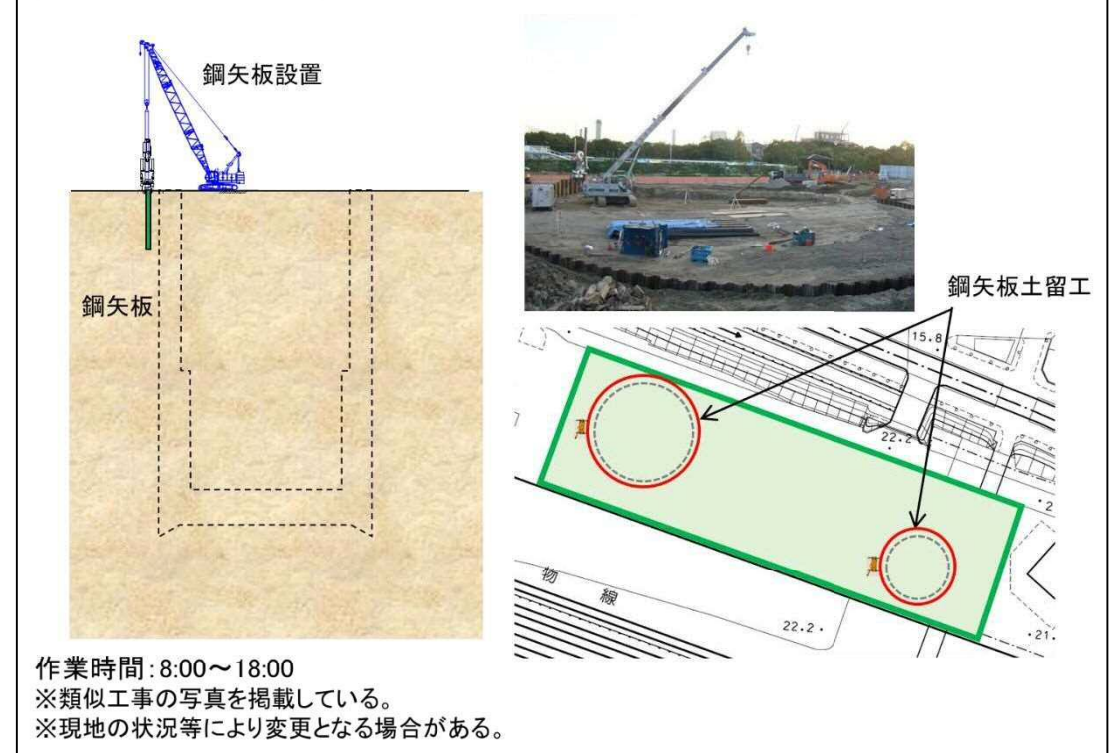 鋼矢板設置
鋼矢板
鋼矢板土留工
15.8
22.2
物線
22.2
21.
作業時間:8:00～18:00
※類似工事の写真を掲載している。
※現地の状況等により変更となる場合がある。